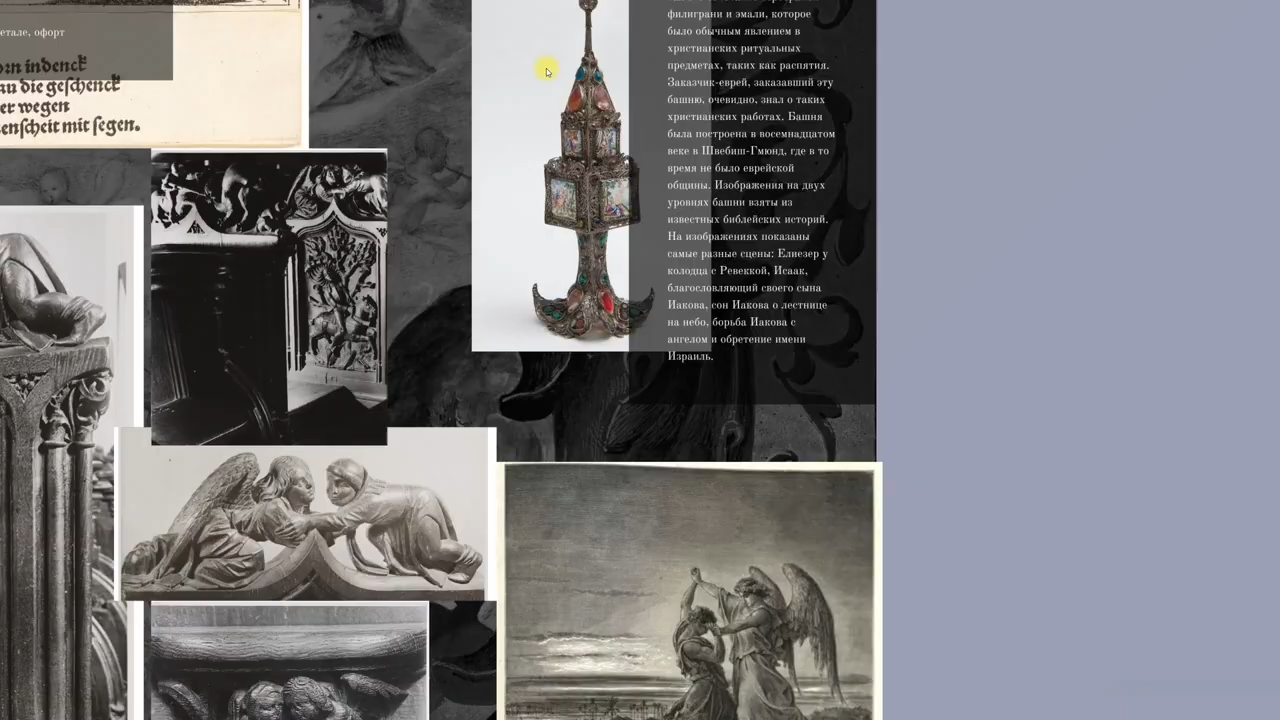 етале, офорт
orn indenck
zu die geschenck
er wegen
enscheit mit segen.
филиграни и эмали, которое
было обычным явлением в
христианских ритуальных
предметах, таких как распятия.
Заказчик-еврей, заказавший эту
башню, очевидно, знал о таких
христианских работах. Башня
была построена в восемнадцатом
веке в Швебиш-Гмюнд, где в то
время не было еврейской
общины. Изображения на двух
уровнях башни взяты из
известных библейских историй.
На изображениях показаны
самые разные сцены: Елиезер у
колодца с Ревеккой, Исаак,
благословляющий своего сына
Иакова, сон Иакова о лестнице
на небо, борьба Иакова с
ангелом и обретение имени
Израиль.